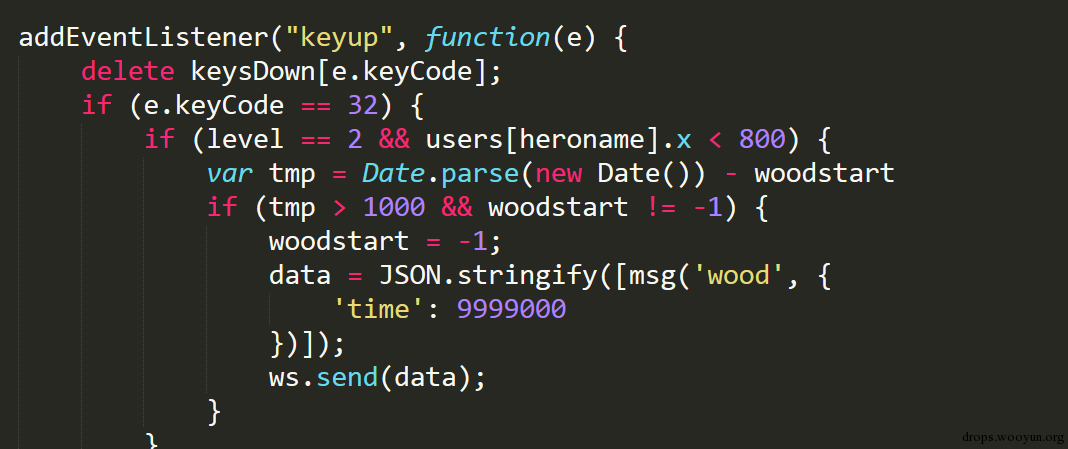 addEventListener("keyup", function(e) {
    delete keysDown[e.keyCode];
    if (e.keyCode == 32) {
        if (level == 2 && users[heroname].x < 800) {
            var tmp = Date.parse(new Date()) - woodstart
            if (tmp > 1000 && woodstart != -1) {
                woodstart = -1;
                data = JSON.stringify([msg('wood', {
                    'time': 9999000
                })]);
                ws.send(data);
            }
        }
drops.wooyun.org